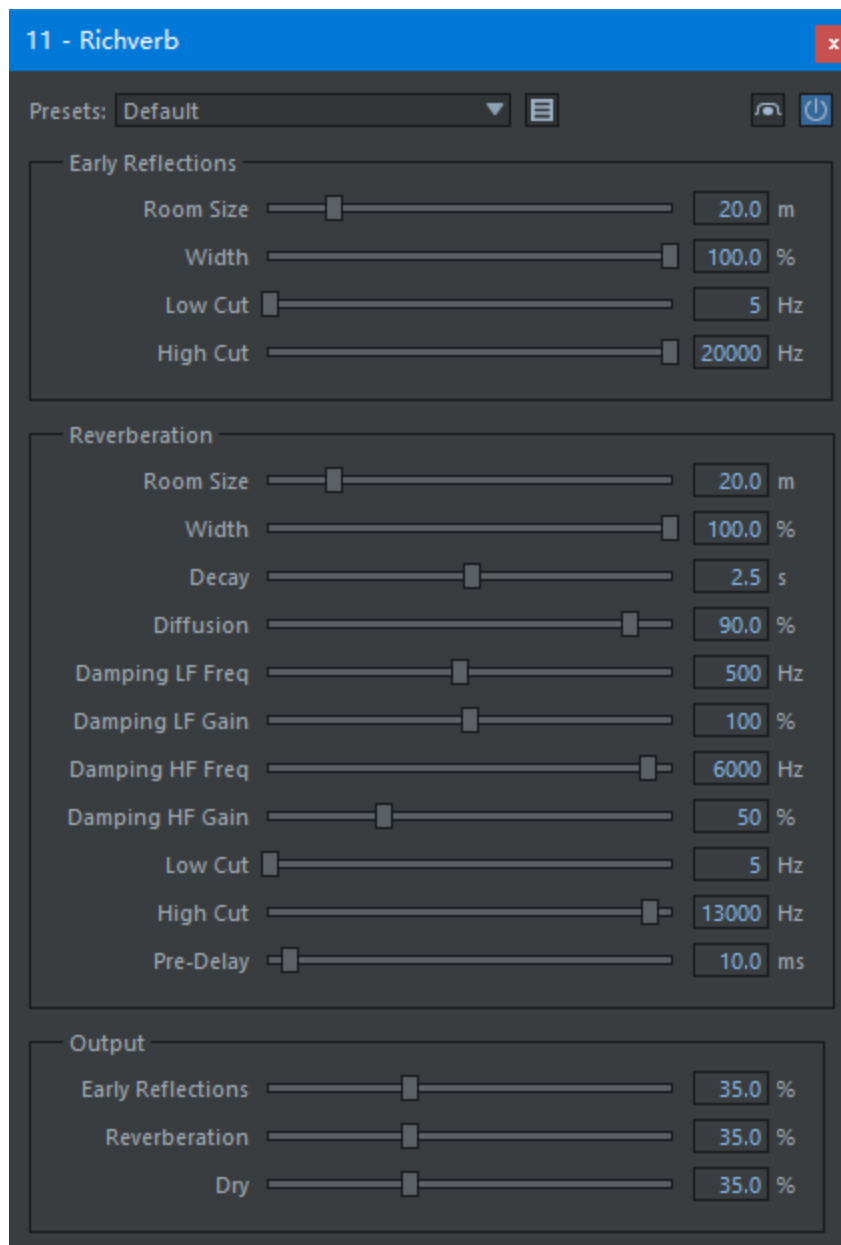 11 - Richverb x
Presets: Default
Early Reflections
Room Size 20.0 m
Width 100.0 %
Low Cut 5 Hz
High Cut 20000 Hz
Reverberation
Room Size 20.0 m
Width 100.0 %
Decay 2.5 s
Diffusion 90.0 %
Damping LF Freq 500 Hz
Damping LF Gain 100 %
Damping HF Freq 6000 Hz
Damping HF Gain 50 %
Low Cut 5 Hz
High Cut 13000 Hz
Pre-Delay 10.0 ms
Output
Early Reflections 35.0 %
Reverberation 35.0 %
Dry 35.0 %